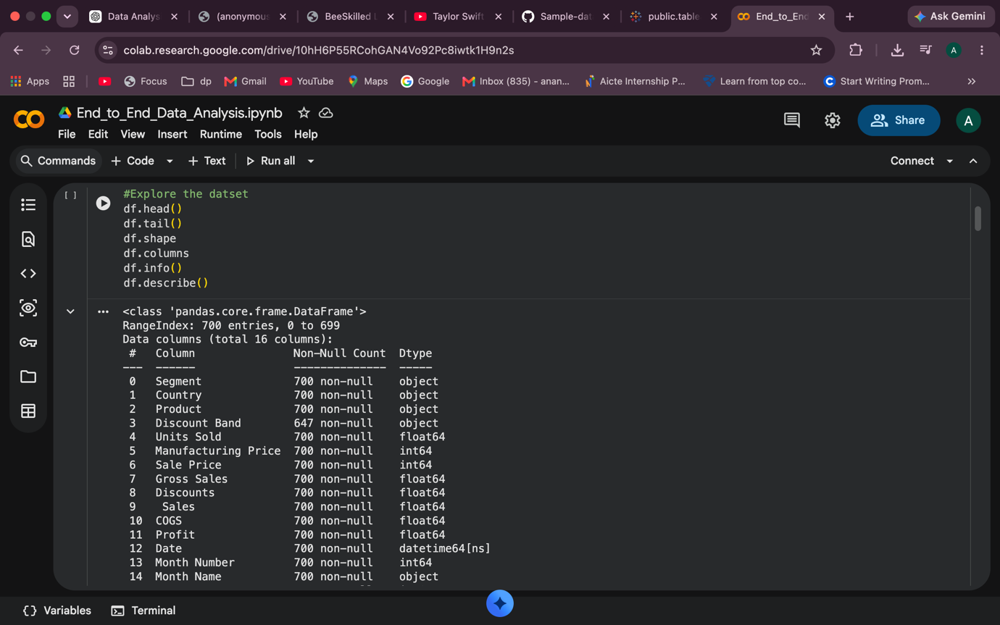 Data Analys
(anonymous
BeeSkilled L
Taylor Swift
Sample-dat
public.table
End_to_End
Ask Gemini
colab.research.google.com/drive/10hH6P55RCohGAN4Vo92Pc8iwtk1H9n2s
A
Apps
Focus
dp
Gmail
YouTube
Maps
Google
Inbox (835) - anan...
Aicte Internship P...
Learn from top co...
Start Writing Prom...
»
End_to_End_Data_Analysis.ipynb
File Edit View Insert Runtime Tools Help
Share
A
Commands + Code + Text Run all
Connect
[ ]
#Explore the datset
df.head()
df.tail()
df.shape
df.columns
df.info()
df.describe()
... <class 'pandas.core.frame.DataFrame'>
RangeIndex: 700 entries, 0 to 699
Data columns (total 16 columns):
# Column Non-Null Count Dtype
--- ------ -------------- -----
0 Segment 700 non-null object
1 Country 700 non-null object
2 Product 700 non-null object
3 Discount Band 647 non-null object
4 Units Sold 700 non-null float64
5 Manufacturing Price 700 non-null int64
6 Sale Price 700 non-null int64
7 Gross Sales 700 non-null float64
8 Discounts 700 non-null float64
9 Sales 700 non-null float64
10 COGS 700 non-null float64
11 Profit 700 non-null float64
12 Date 700 non-null datetime64[ns]
13 Month Number 700 non-null int64
14 Month Name 700 non-null object
{} Variables
Terminal